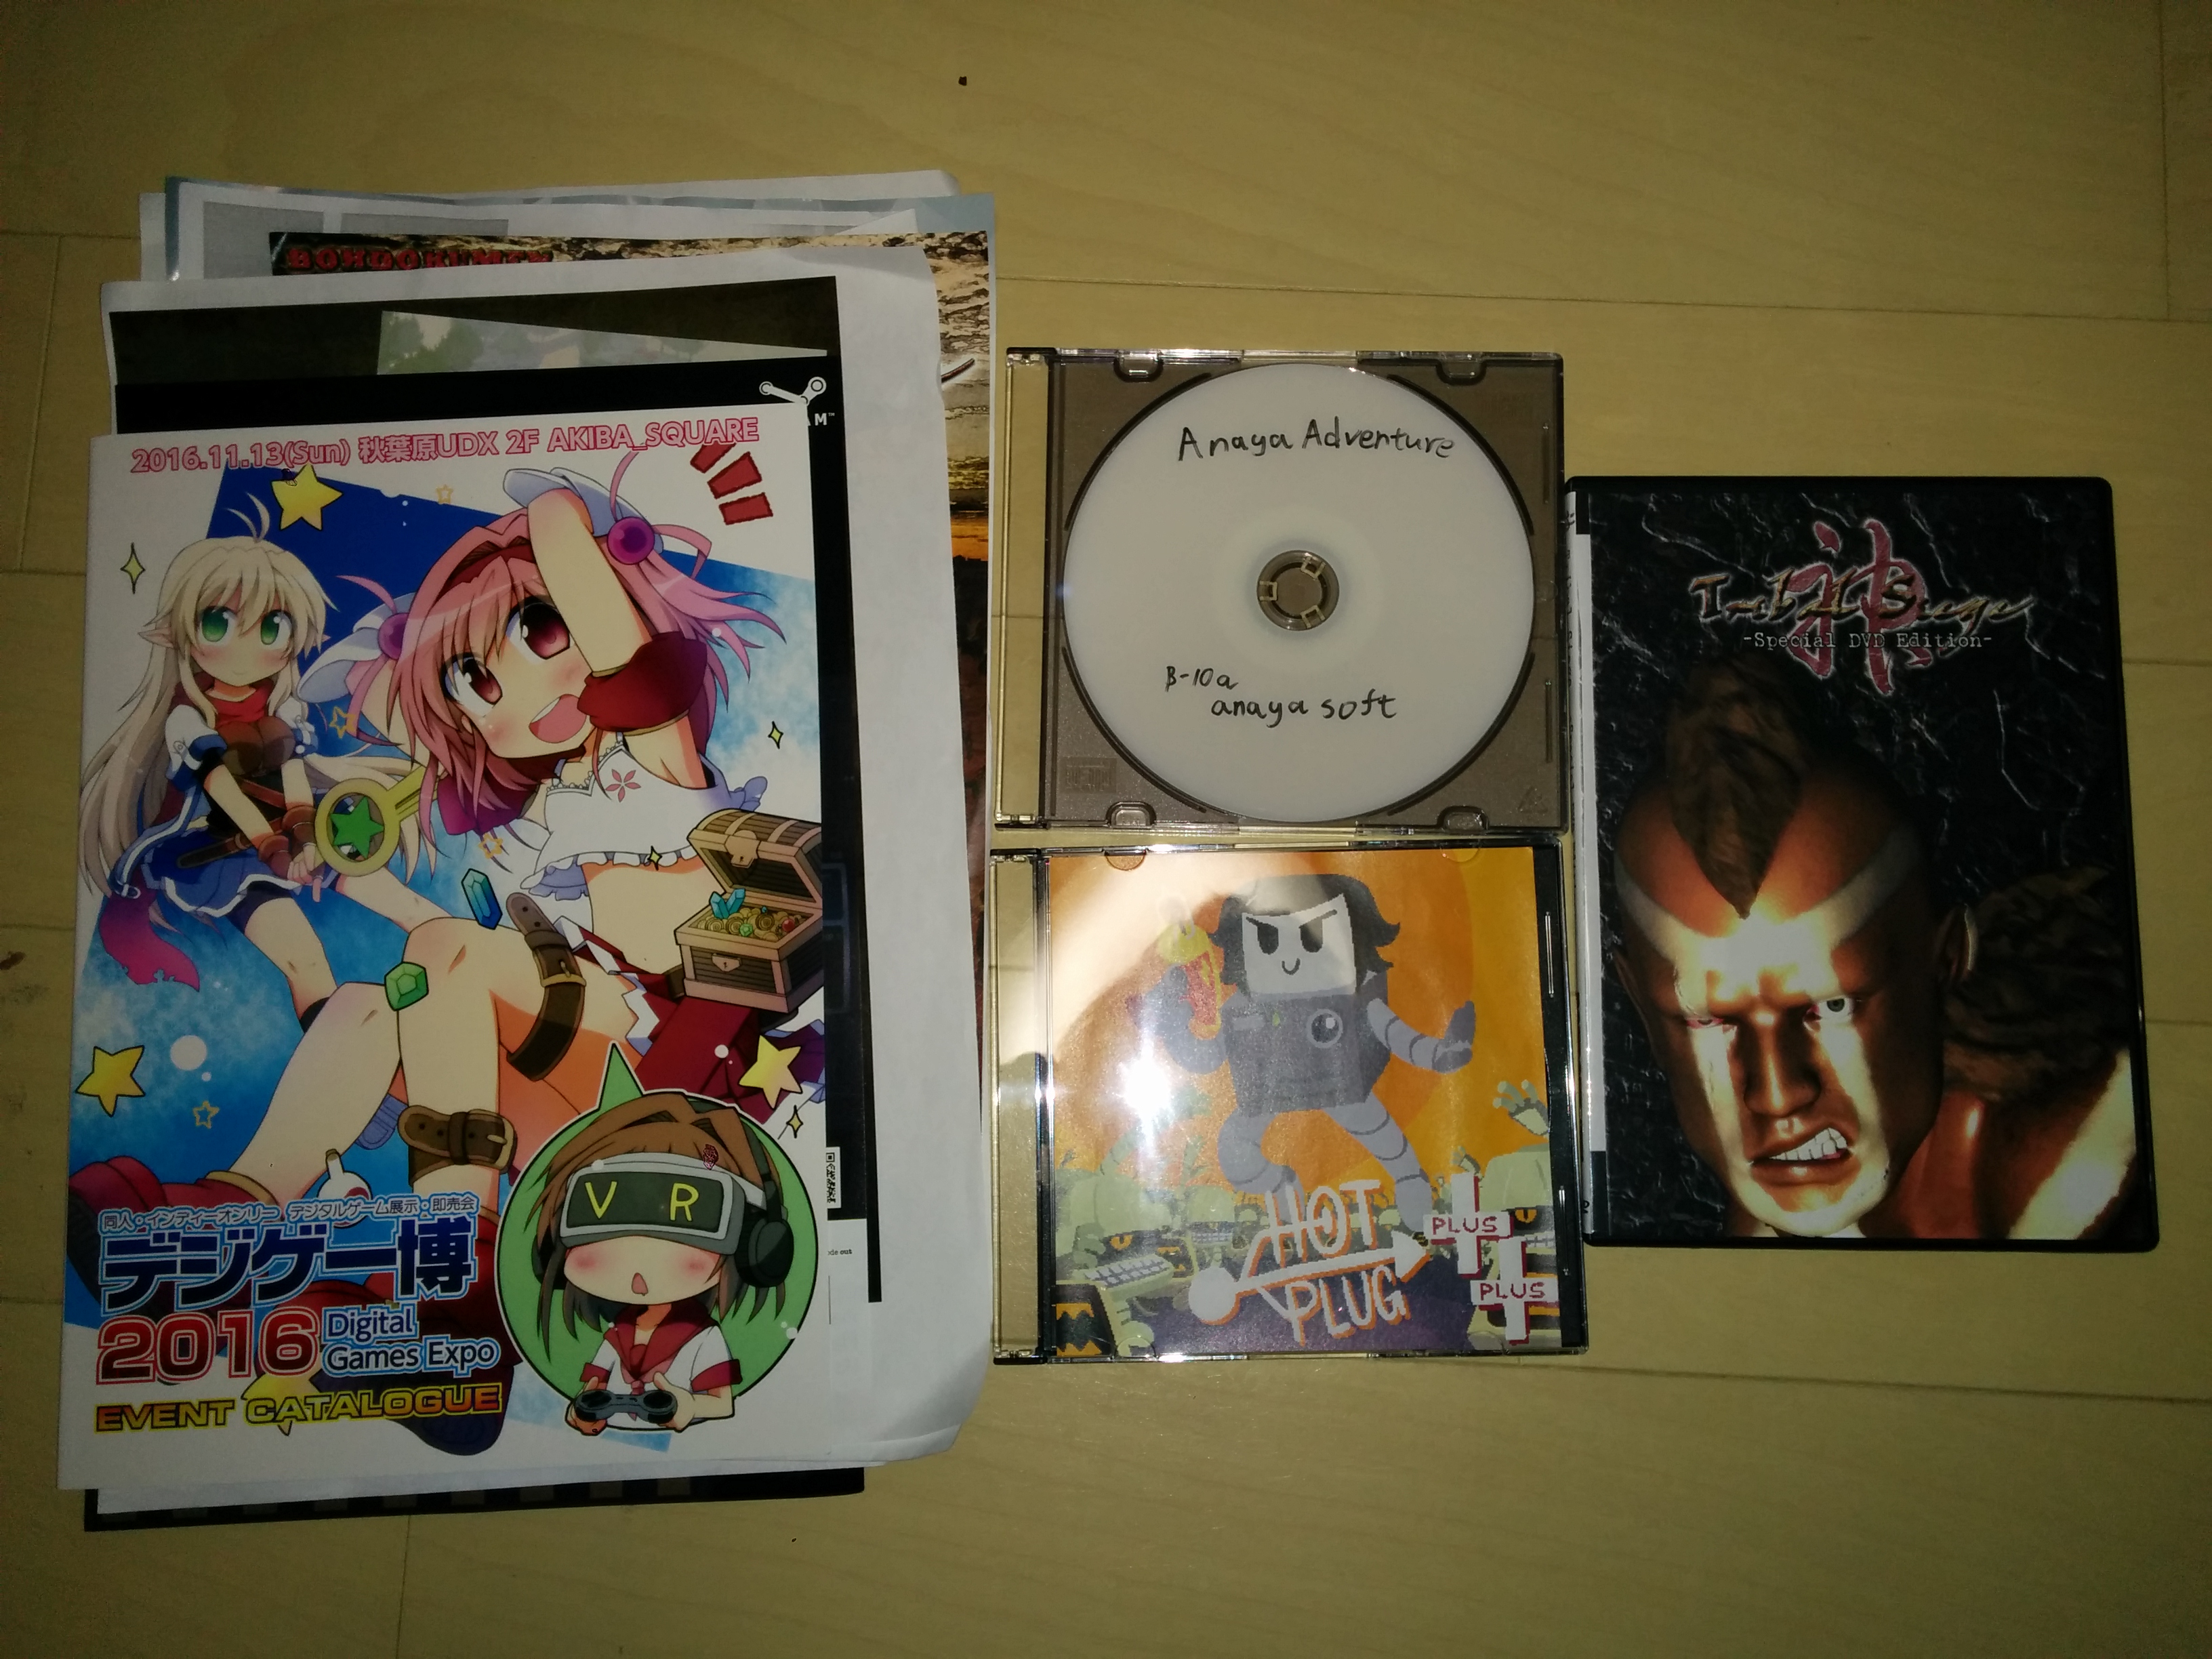 BOHDOKUMEN
AM™
2016.11.13(Sun) 秋葉原UDX 2F AKIBA_SQUARE
V R
同人・インディーオンリー デジタルゲーム展示・即売会
デジゲー博
2016 Digital
Games Expo
EVENT CATALOGUE
Anaya Adventure
B-10a
anaya soft
HOT
PLUG
PLUS
PLUS
神
-Special DVD Edition-